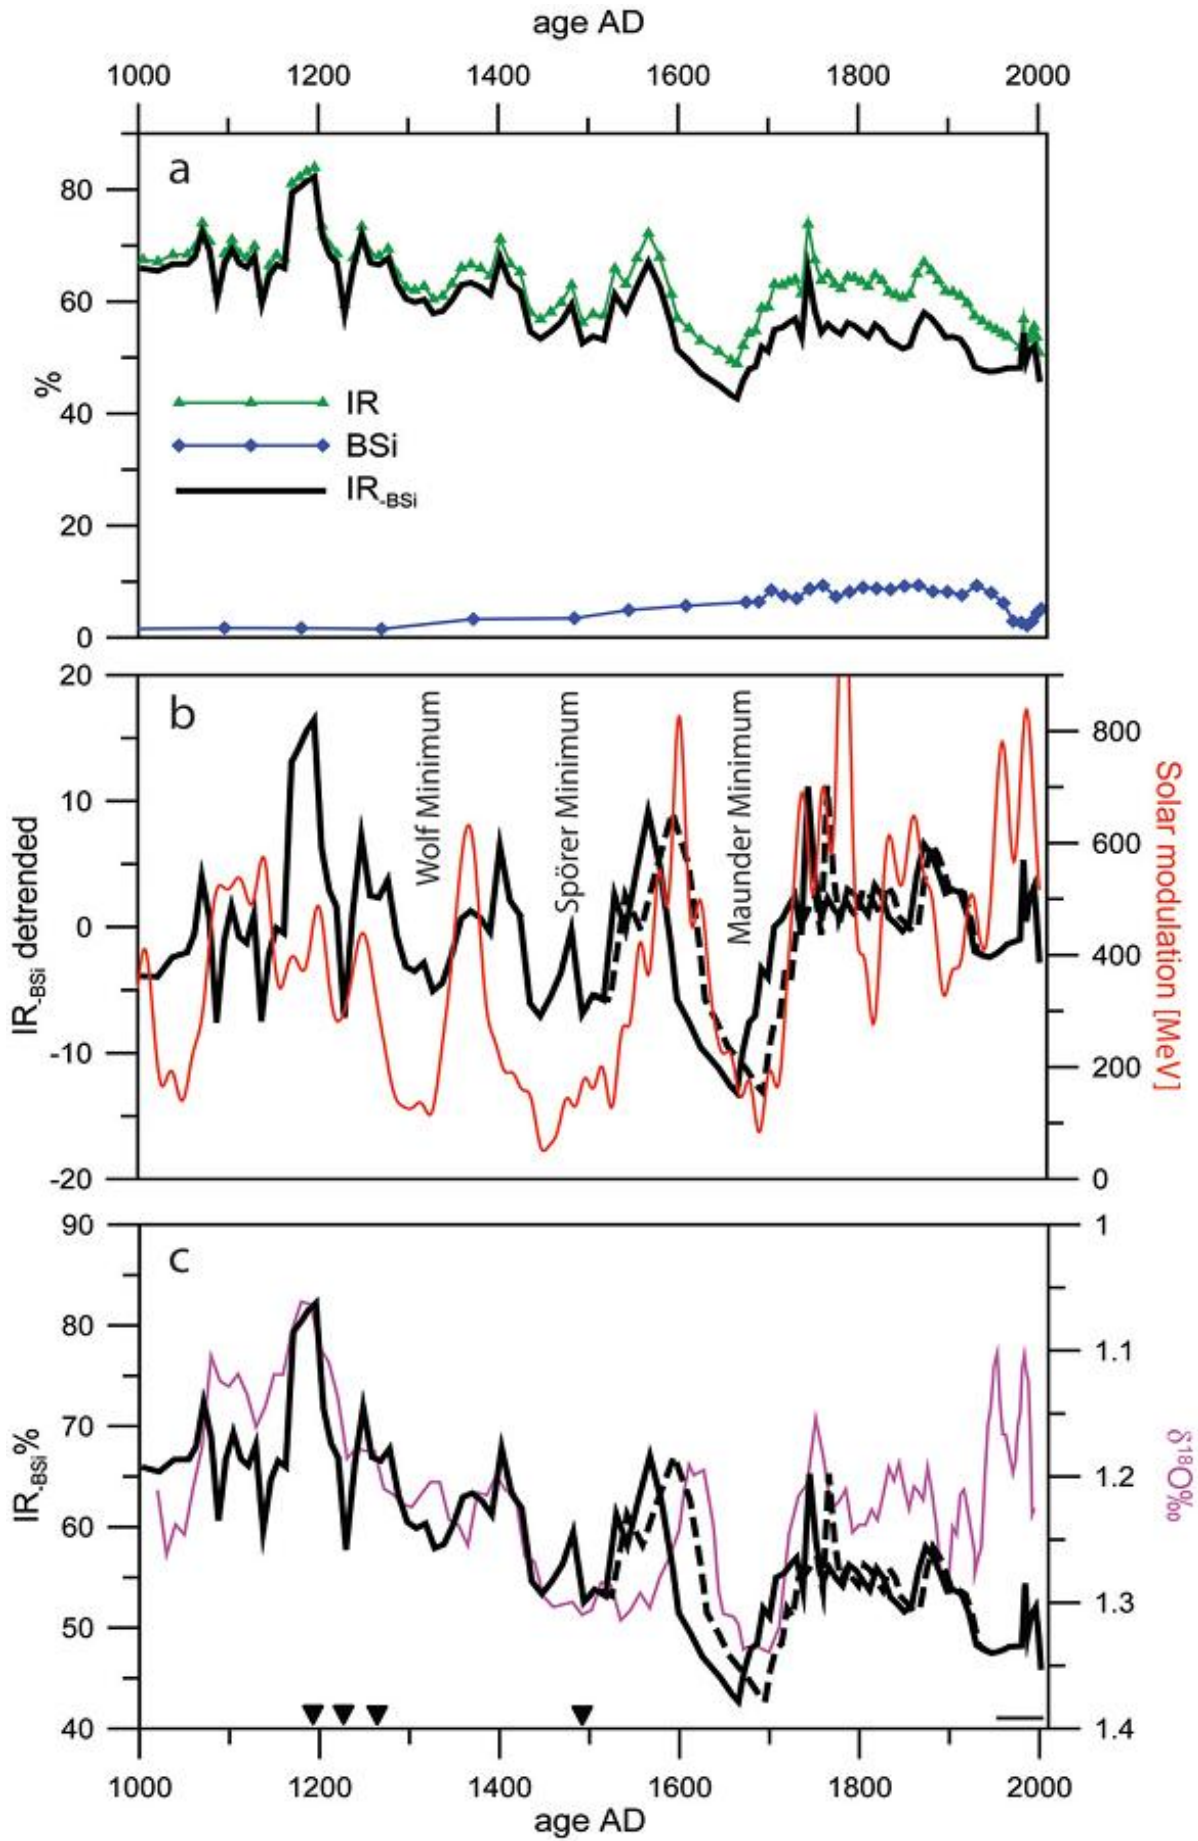 age AD
1000 1200 1400 1600 1800 2000
a
80
60
%
40
20
0
IR
BSi
IR-BSi
b
20
10
0
-10
-20
IR-BSi detrended
Wolf Minimum
Spörer Minimum
Maunder Minimum
800
600
400
200
0
Solar modulation [MeV]
c
90
80
70
60
50
40
IR-BSi%
1
1.1
1.2
1.3
1.4
δ18O‰
1000 1200 1400 1600 1800 2000
age AD